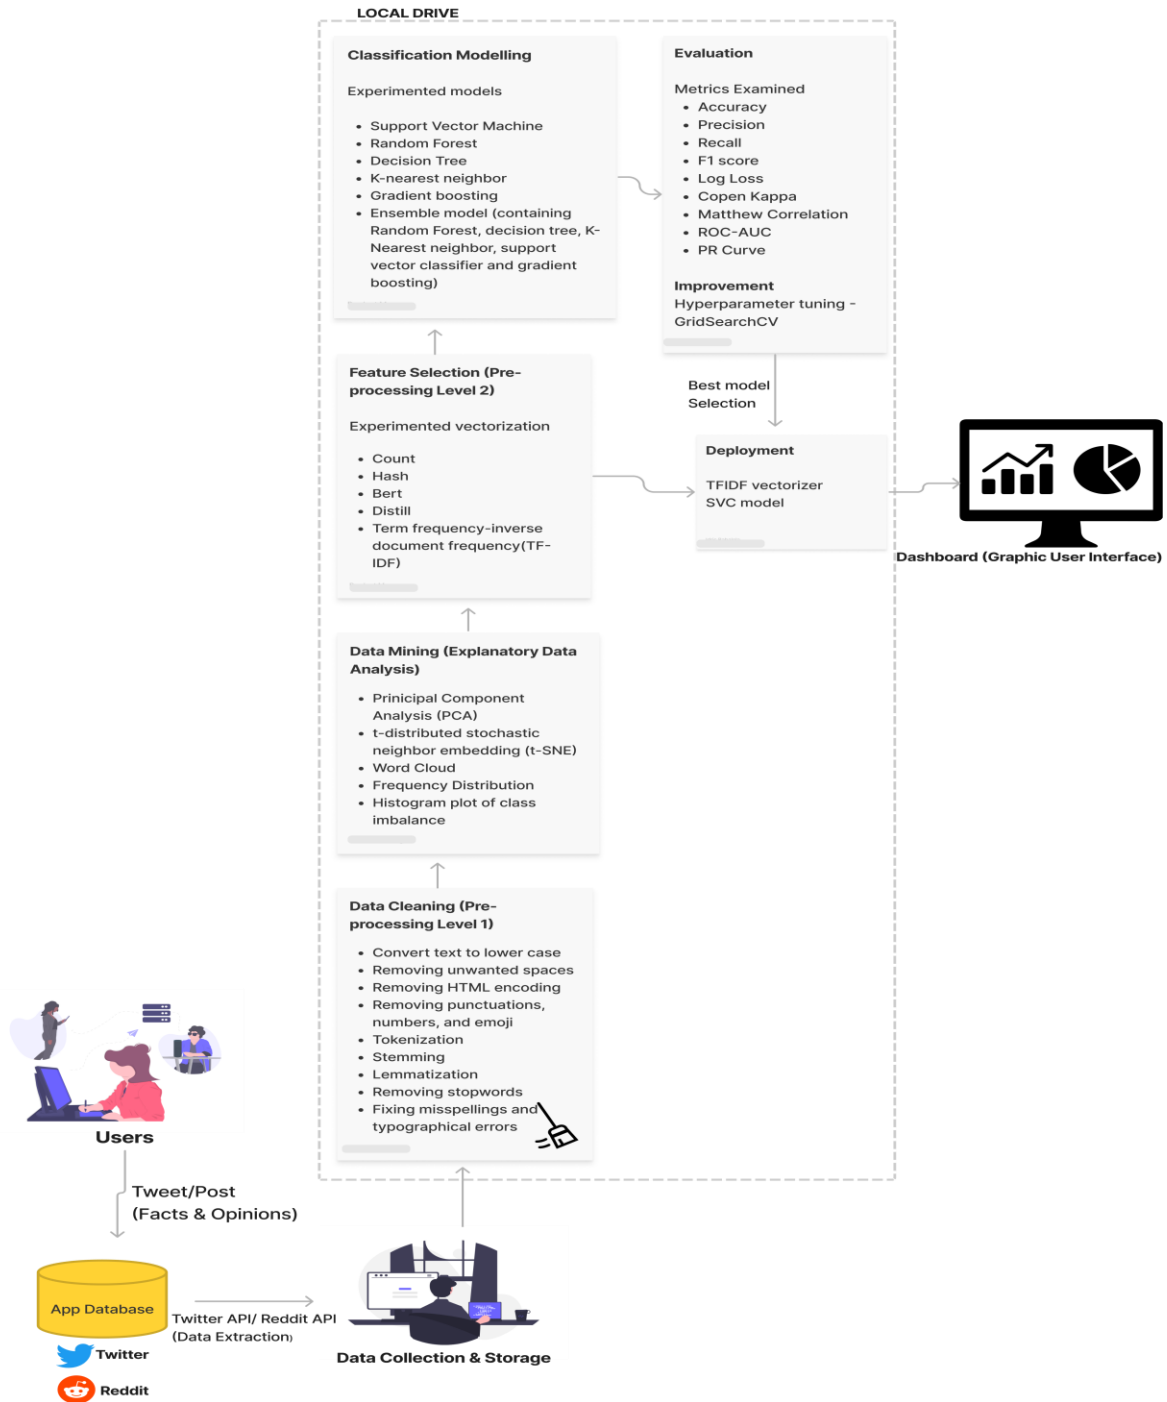 LOCAL DRIVE
Classification Modelling
Experimented models
• Support Vector Machine
• Random Forest
• Decision Tree
• K-nearest neighbor
• Gradient boosting
• Ensemble model (containing
Random Forest, decision tree, K-
Nearest neighbor, support
vector classifier and gradient
boosting)
Evaluation
Metrics Examined
• Accuracy
• Precision
• Recall
• F1 score
• Log Loss
• Copen Kappa
• Matthew Correlation
• ROC-AUC
• PR Curve
Improvement
Hyperparameter tuning -
GridSearchCV
Feature Selection (Pre-
processing Level 2)
Experimented vectorization
• Count
• Hash
• Bert
• Distill
• Term frequency-inverse
document frequency(TF-
IDF)
Best model
Selection
Deployment
TFIDF vectorizer
SVC model
Dashboard (Graphic User Interface)
Data Mining (Explanatory Data
Analysis)
• Prinicipal Component
Analysis (PCA)
• t-distributed stochastic
neighbor embedding (t-SNE)
• Word Cloud
• Frequency Distribution
• Histogram plot of class
imbalance
Data Cleaning (Pre-
processing Level 1)
• Convert text to lower case
• Removing unwanted spaces
• Removing HTML encoding
• Removing punctuations,
numbers, and emoji
• Tokenization
• Stemming
• Lemmatization
• Removing stopwords
• Fixing misspellings and
typographical errors
Users
Tweet/Post
(Facts & Opinions)
App Database
Twitter API/ Reddit API
(Data Extraction)
Twitter
Reddit
Data Collection & Storage